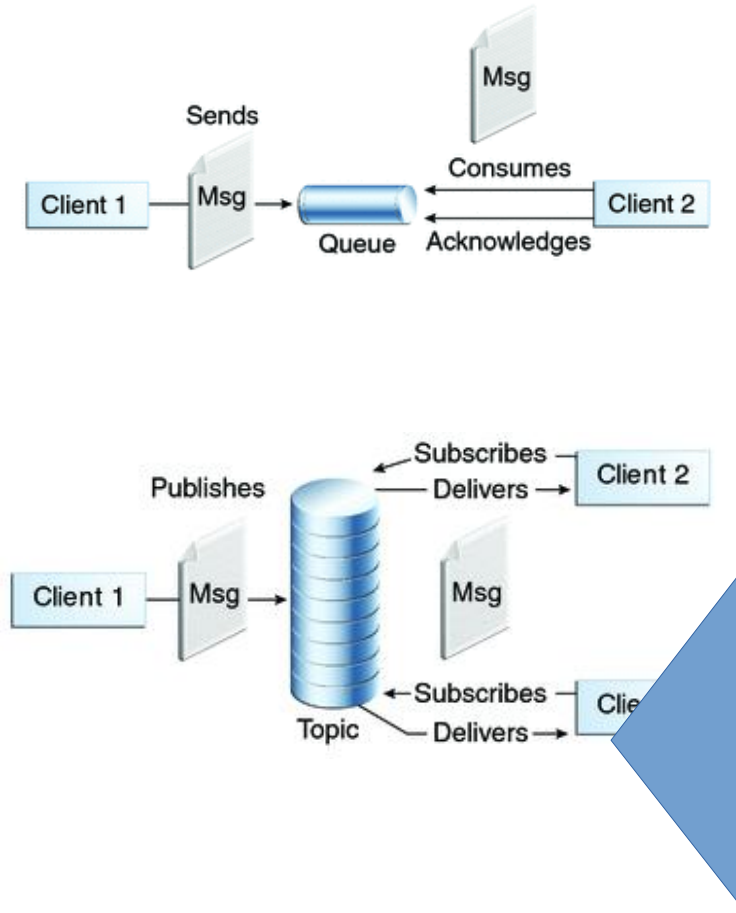 Msg
Sends
Consumes
Client 1
Msg
Client 2
Queue
Acknowledges
Subscribes
Client 2
Publishes
Delivers
Client 1
Msg
Msg
Subscribes
Topic
Delivers